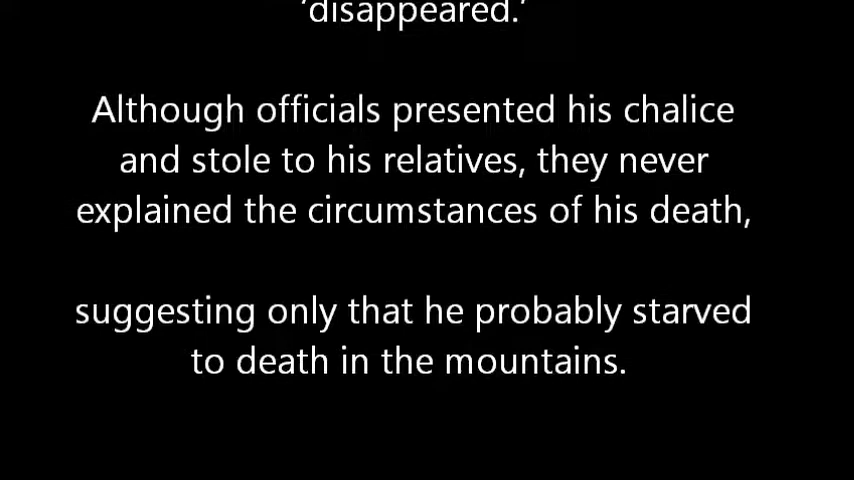 'disappeared.'
Although officials presented his chalice
and stole to his relatives, they never
explained the circumstances of his death,
suggesting only that he probably starved
to death in the mountains.